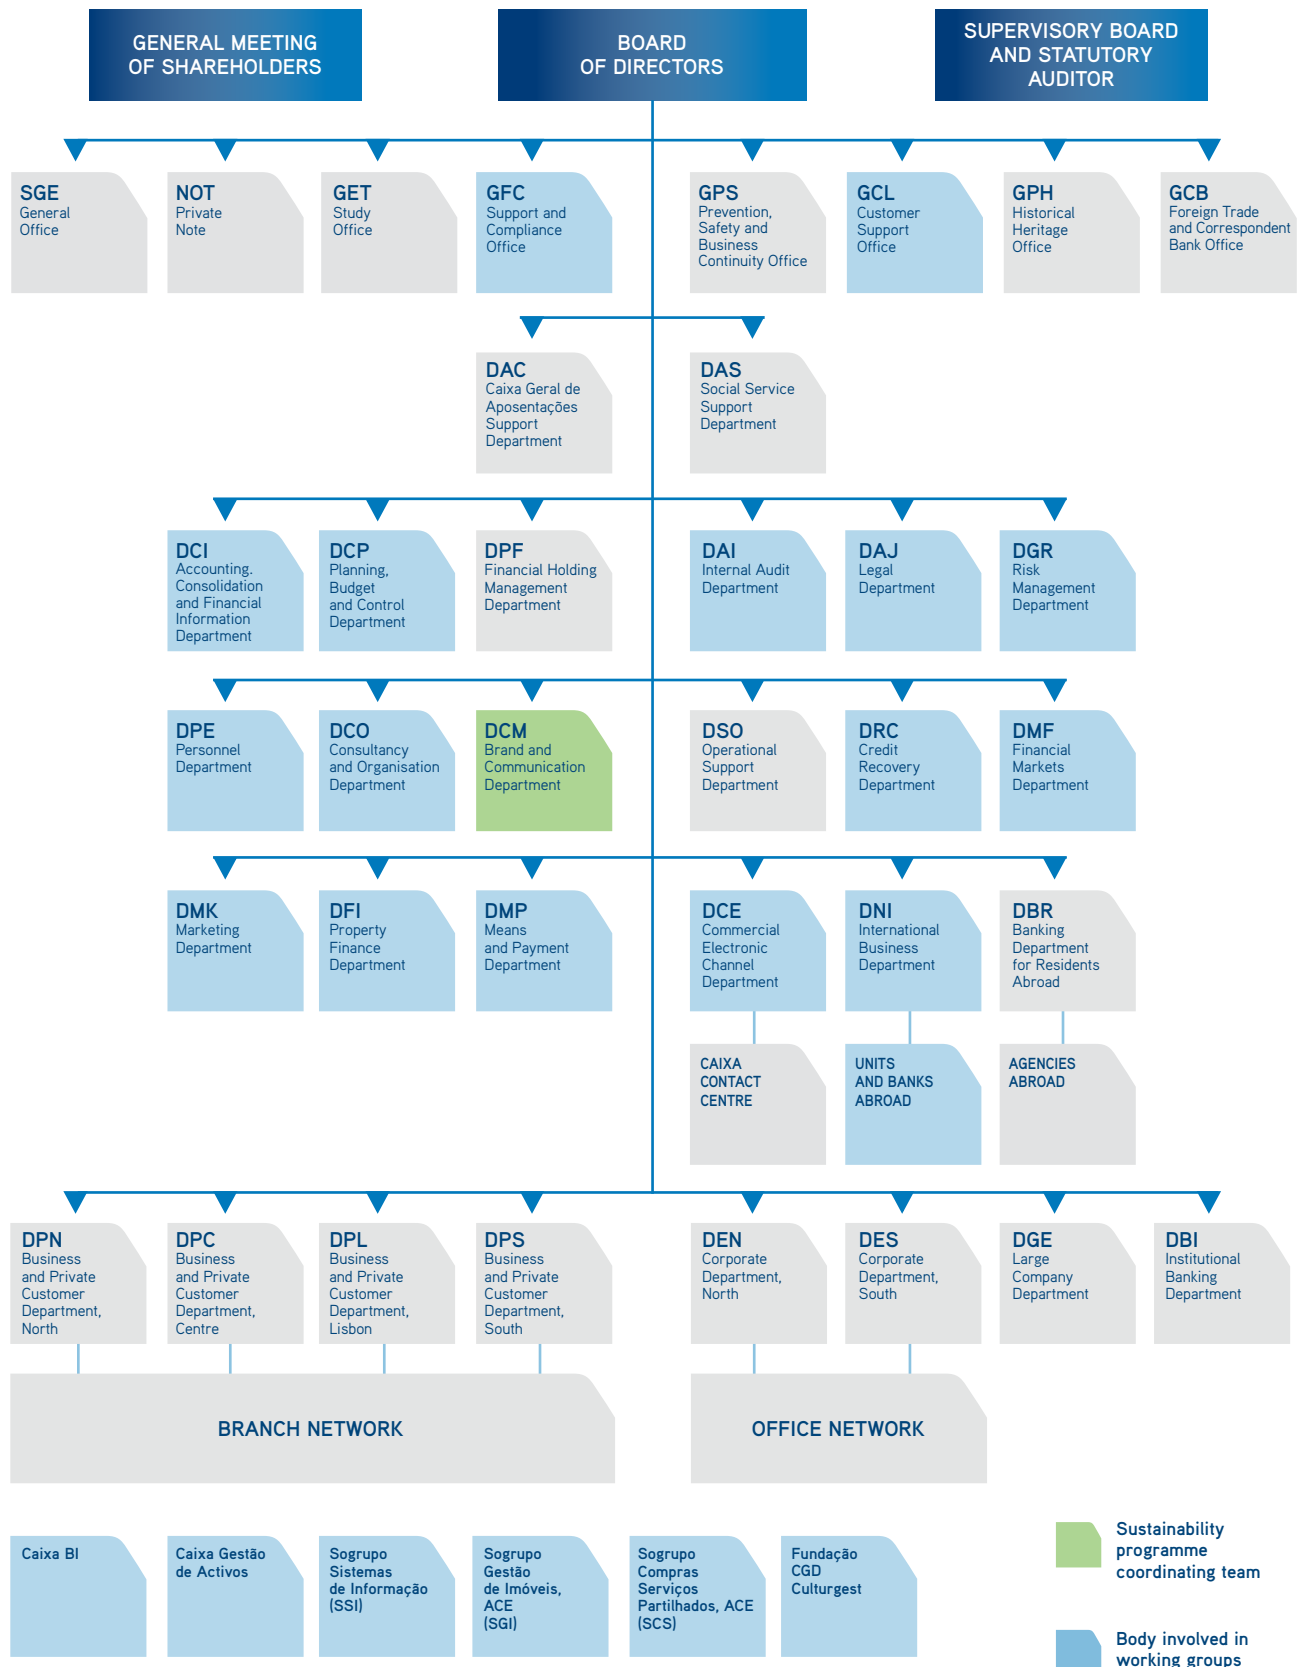 GENERAL MEETING
OF SHAREHOLDERS
BOARD
OF DIRECTORS
SUPERVISORY BOARD
AND STATUTORY
AUDITOR
SGE
General
Office
NOT
Private
Note
GET
Study
Office
GFC
Support and
Compliance
Office
GPS
Prevention,
Safety and
Business
Continuity Office
GCL
Customer
Support
Office
GPH
Historical
Heritage
Office
GCB
Foreign Trade
and Correspondent
Bank Office
DAC
Caixa Geral de
Aposentações
Support
Department
DAS
Social Service
Support
Department
DCI
Accounting.
Consolidation
and Financial
Information
Department
DCP
Planning,
Budget
and Control
Department
DPF
Financial Holding
Management
Department
DAI
Internal Audit
Department
DAJ
Legal
Department
DGR
Risk
Management
Department
DPE
Personnel
Department
DCO
Consultancy
and Organisation
Department
DCM
Brand and
Communication
Department
DSO
Operational
Support
Department
DRC
Credit
Recovery
Department
DMF
Financial
Markets
Department
DMK
Marketing
Department
DFI
Property
Finance
Department
DMP
Means
and Payment
Department
DCE
Commercial
Electronic
Channel
Department
DNI
International
Business
Department
DBR
Banking
Department
for Residents
Abroad
CAIXA
CONTACT
CENTRE
UNITS
AND BANKS
ABROAD
AGENCIES
ABROAD
DPN
Business
and Private
Customer
Department,
North
DPC
Business
and Private
Customer
Department,
Centre
DPL
Business
and Private
Customer
Department,
Lisbon
DPS
Business
and Private
Customer
Department,
South
DEN
Corporate
Department,
North
DES
Corporate
Department,
South
DGE
Large
Company
Department
DBI
Institutional
Banking
Department
BRANCH NETWORK
OFFICE NETWORK
Caixa BI
Caixa Gestão
de Activos
Sogrupo
Sistemas
de Informação
(SSI)
Sogrupo
Gestão
de Imóveis,
ACE
(SGI)
Sogrupo
Compras
Serviços
Partilhados, ACE
(SCS)
Fundação
CGD
Culturgest
Sustainability
programme
coordinating team
Body involved in
working groups